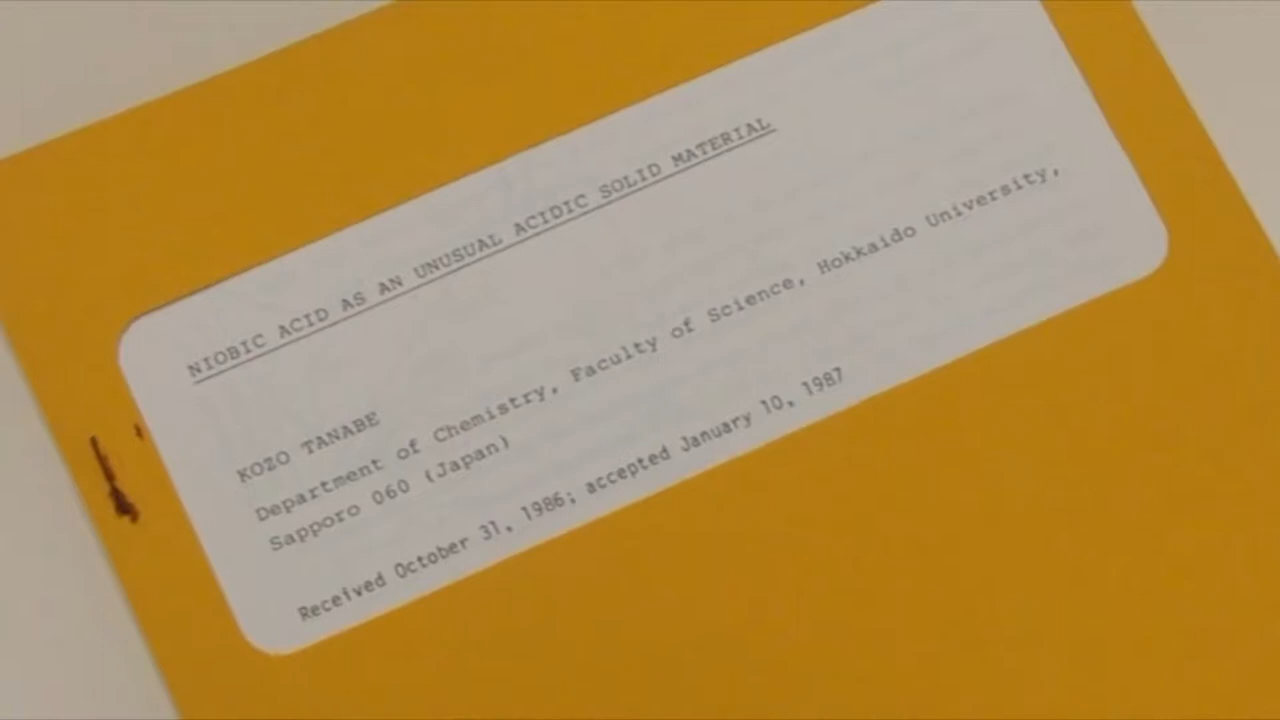 NIOBIC ACID AS AN UNUSUAL ACIDIC SOLID MATERIAL
KOZO TANABE
Department of Chemistry, Faculty of Science, Hokkaido University,
Sapporo 060 (Japan)
Received October 31, 1986; accepted January 10, 1987